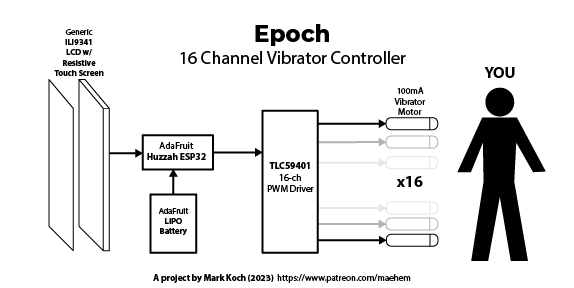 Epoch
16 Channel Vibrator Controller
Generic
ILI9341
LCD w/
Resistive
Touch Screen
AdaFruit
Huzzah ESP32
AdaFruit
LIPO
Battery
TLC59401
16-ch
PWM Driver
100mA
Vibrator
Motor
x16
YOU
A project by Mark Koch (2023) https://www.patreon.com/maehem